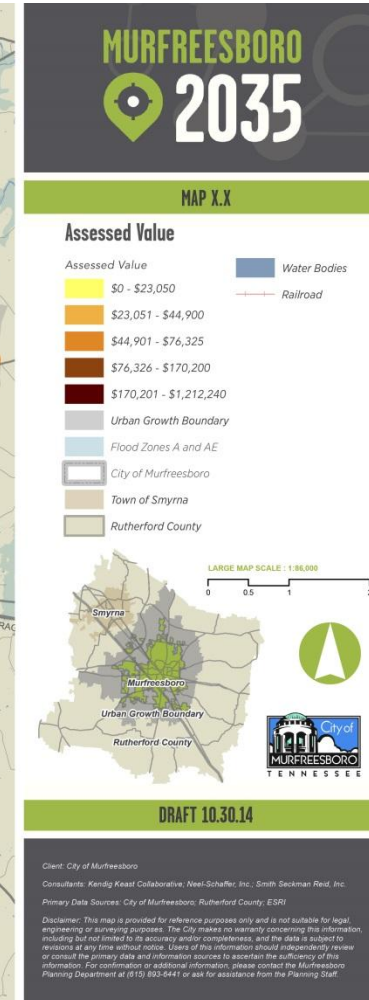 MURFREESBORO
2035
MAP X.X
Assessed Value
Assessed Value
$0 - $23,050
$23,051 - $44,900
$44,901 - $76,325
$76,326 - $170,200
$170,201 - $1,212,240
Urban Growth Boundary
Flood Zones A and AE
City of Murfreesboro
Town of Smyrna
Rutherford County
Water Bodies
Railroad
LARGE MAP SCALE : 1:86,000
0 0.5 1 2
Smyrna
Murfreesboro
Urban Growth Boundary
Rutherford County
City of
MURFREESBORO
TENNESSEE
DRAFT 10.30.14
Client: City of Murfreesboro
Consultants: Kendig Keast Collaborative; Neel-Schaffer, Inc.; Smith Seckman Reid, Inc.
Primary Data Sources: City of Murfreesboro; Rutherford County; ESRI
Disclaimer: This map is provided for reference purposes only and is not suitable for legal,
engineering or surveying purposes. The City makes no warranty concerning this information,
including but not limited to its accuracy and/or completeness, and the data is subject to
revisions at any time without notice. Users of this information should independently review
or consult the primary data and information sources to ascertain the sufficiency of this
information. For confirmation or additional information, please contact the Murfreesboro
Planning Department at (615) 893-6441 or ask for assistance from the Planning Staff.